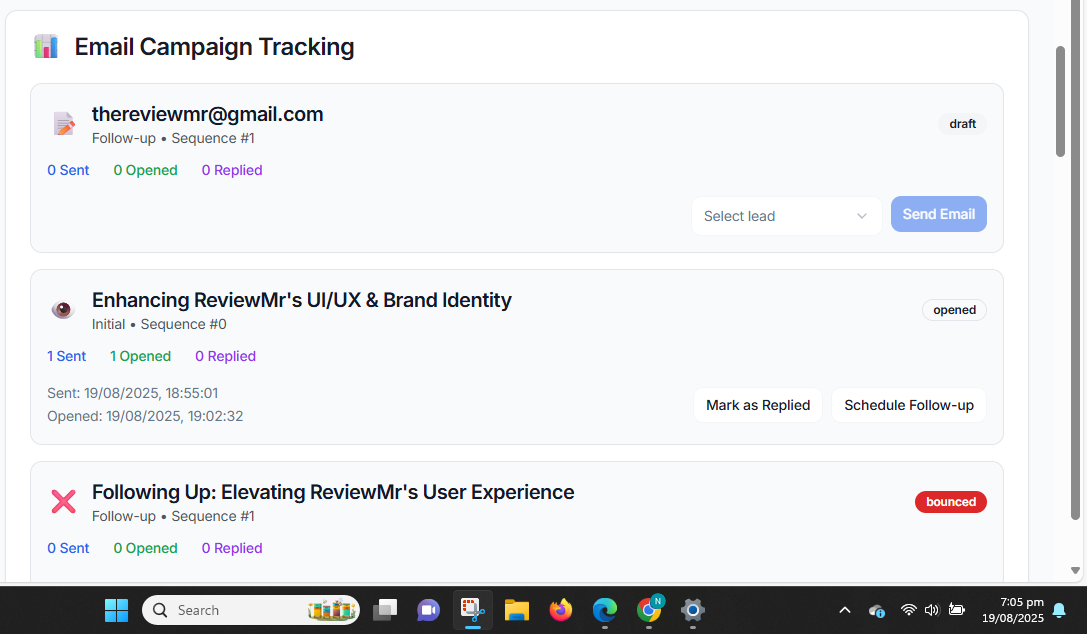 Email Campaign Tracking
thereviewmr@gmail.com
Follow-up • Sequence #1
draft
0 Sent 0 Opened 0 Replied
Select lead
Send Email
Enhancing ReviewMr's UI/UX & Brand Identity
Initial • Sequence #0
opened
1 Sent 1 Opened 0 Replied
Sent: 19/08/2025, 18:55:01
Opened: 19/08/2025, 19:02:32
Mark as Replied
Schedule Follow-up
Following Up: Elevating ReviewMr's User Experience
Follow-up • Sequence #1
bounced
0 Sent 0 Opened 0 Replied
Search
N
7:05 pm
19/08/2025